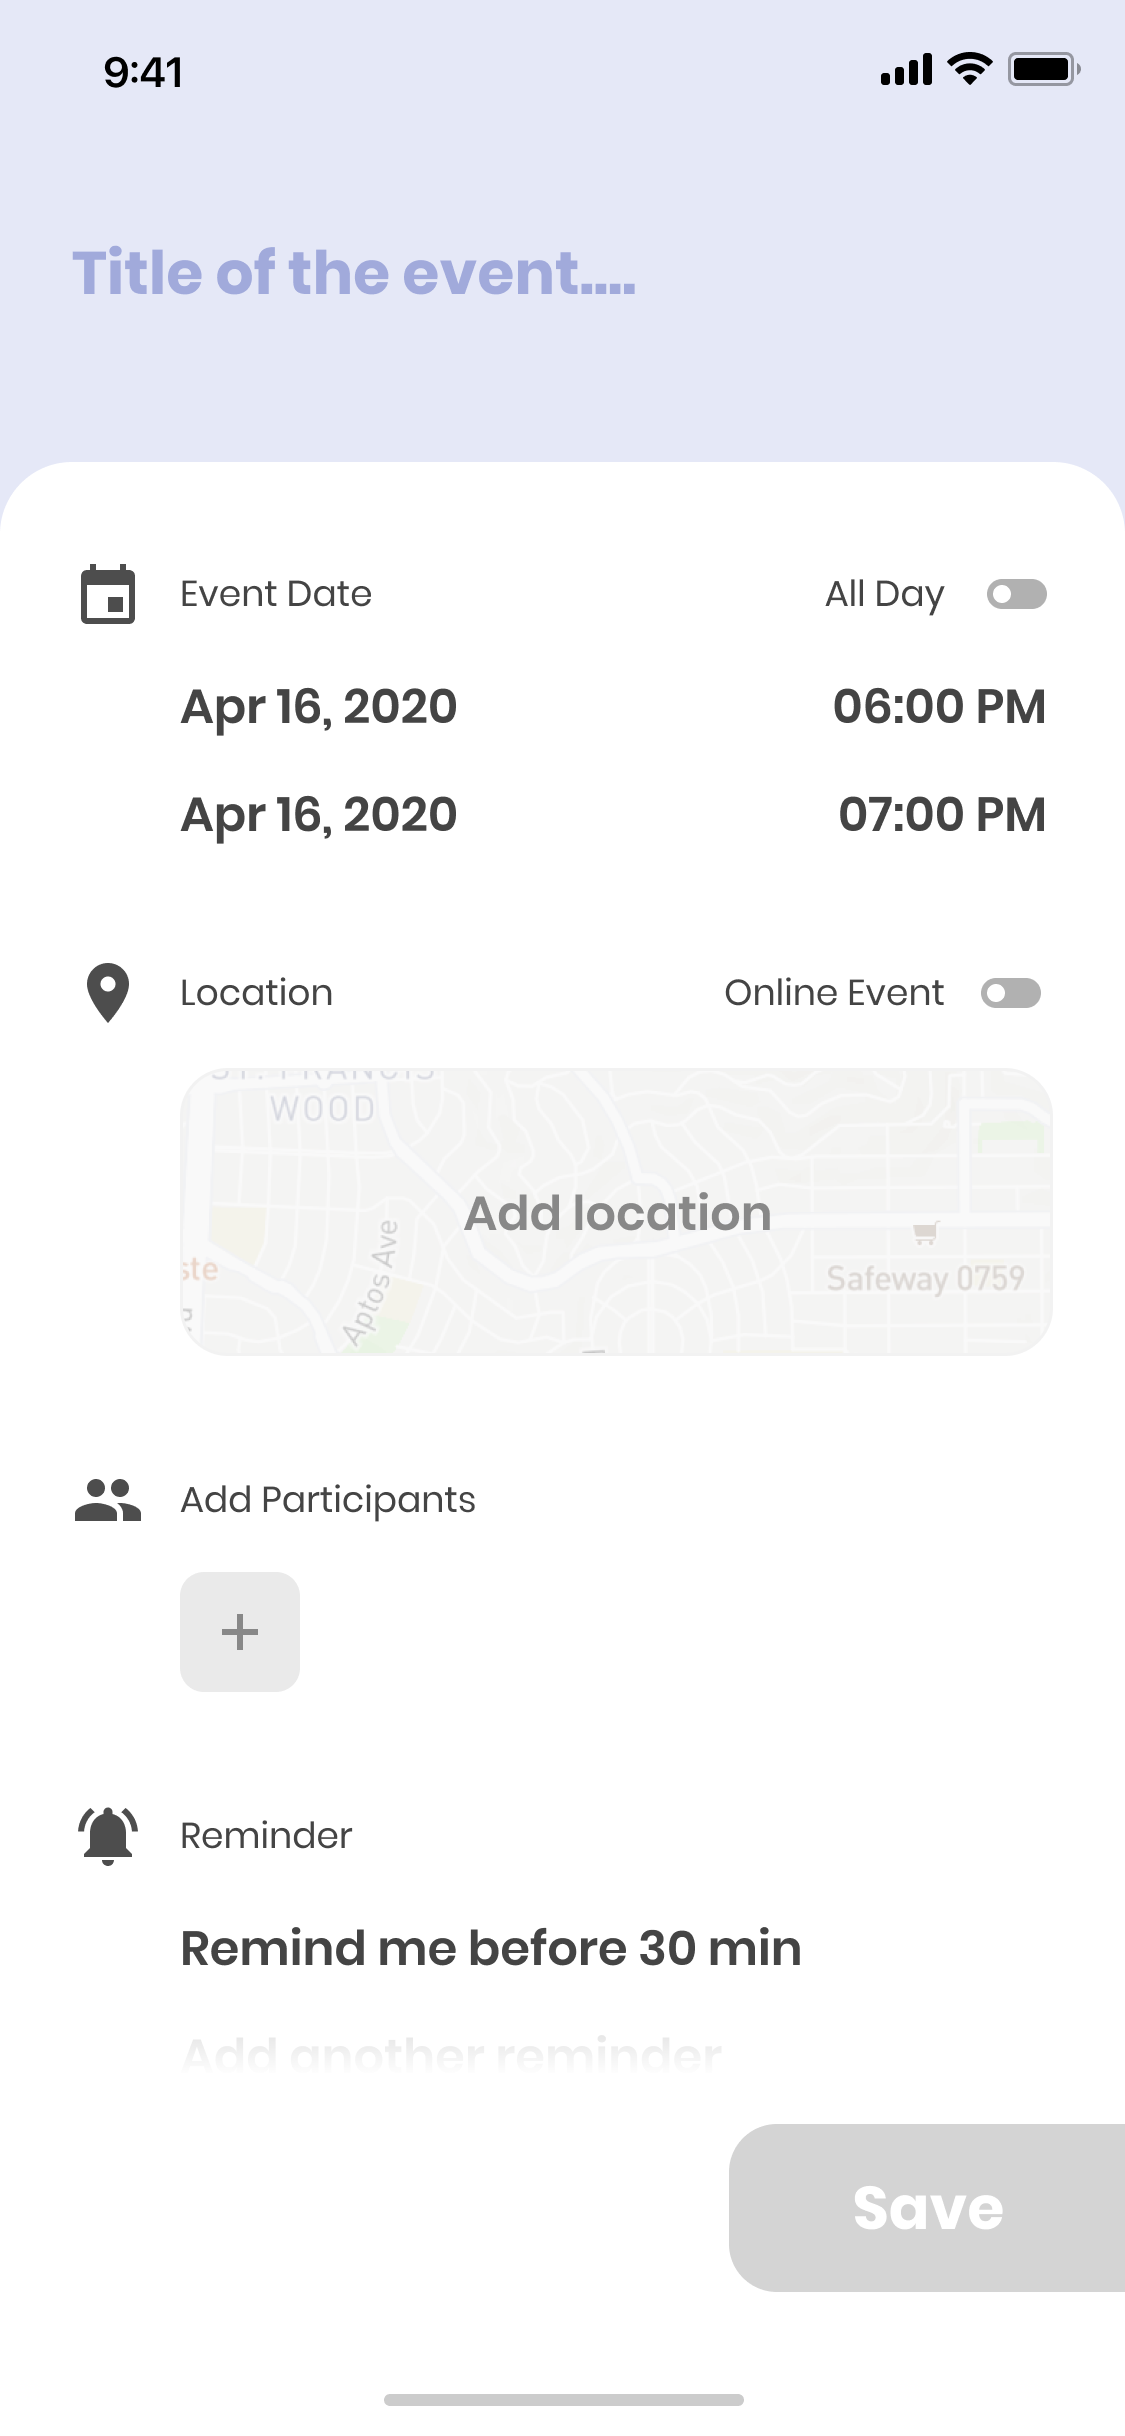 9:41
Title of the event....
Event Date
All Day
Apr 16, 2020
06:00 PM
Apr 16, 2020
07:00 PM
Location
Online Event
ST. FRANCIS
WOOD
Add location
Aptos Ave
Safeway 0759
Add Participants
+
Reminder
Remind me before 30 min
Add another reminder
Save